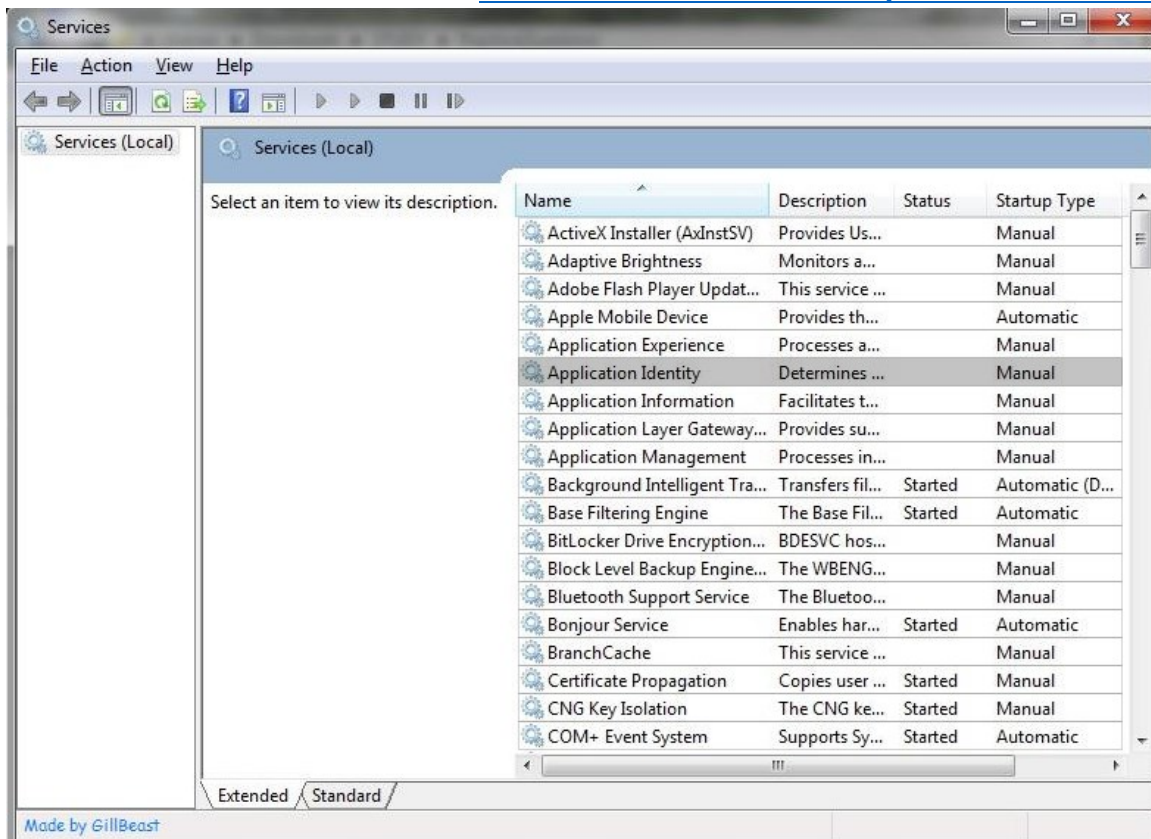 Services
File Action View Help
Services (Local)
Services (Local)
Select an item to view its description.
Name Description Status Startup Type
ActiveX Installer (AxInstSV) Provides Us... Manual
Adaptive Brightness Monitors a... Manual
Adobe Flash Player Updat... This service ... Manual
Apple Mobile Device Provides th... Automatic
Application Experience Processes a... Manual
Application Identity Determines ... Manual
Application Information Facilitates t... Manual
Application Layer Gateway... Provides su... Manual
Application Management Processes in... Manual
Background Intelligent Tra... Transfers fil... Started Automatic (D...
Base Filtering Engine The Base Fil... Started Automatic
BitLocker Drive Encryption... BDESVC hos... Manual
Block Level Backup Engine... The WBENG... Manual
Bluetooth Support Service The Bluetoo... Manual
Bonjour Service Enables har... Started Automatic
BranchCache This service ... Manual
Certificate Propagation Copies user ... Started Manual
CNG Key Isolation The CNG ke... Started Manual
COM+ Event System Supports Sy... Started Automatic
Extended Standard
Made by GillBeast